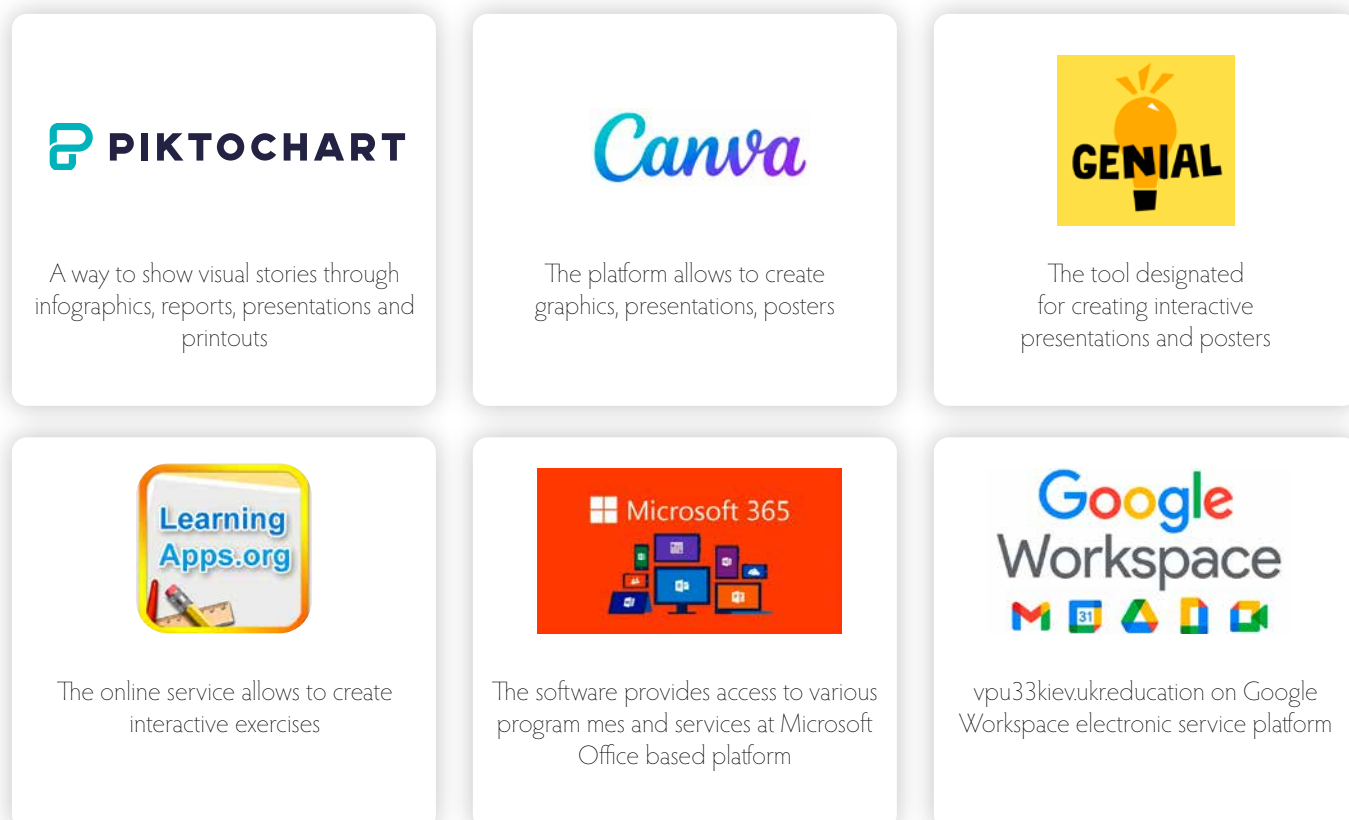 PIKTOCHART
A way to show visual stories through
infographics, reports, presentations and
printouts
Canva
The platform allows to create
graphics, presentations, posters
GENIAL
The tool designated
for creating interactive
presentations and posters
Learning
Apps.org
The online service allows to create
interactive exercises
Microsoft 365
The software provides access to various
program mes and services at Microsoft
Office based platform
Google
Workspace
31
vpu33kiev.ukr.education on Google
Workspace electronic service platform